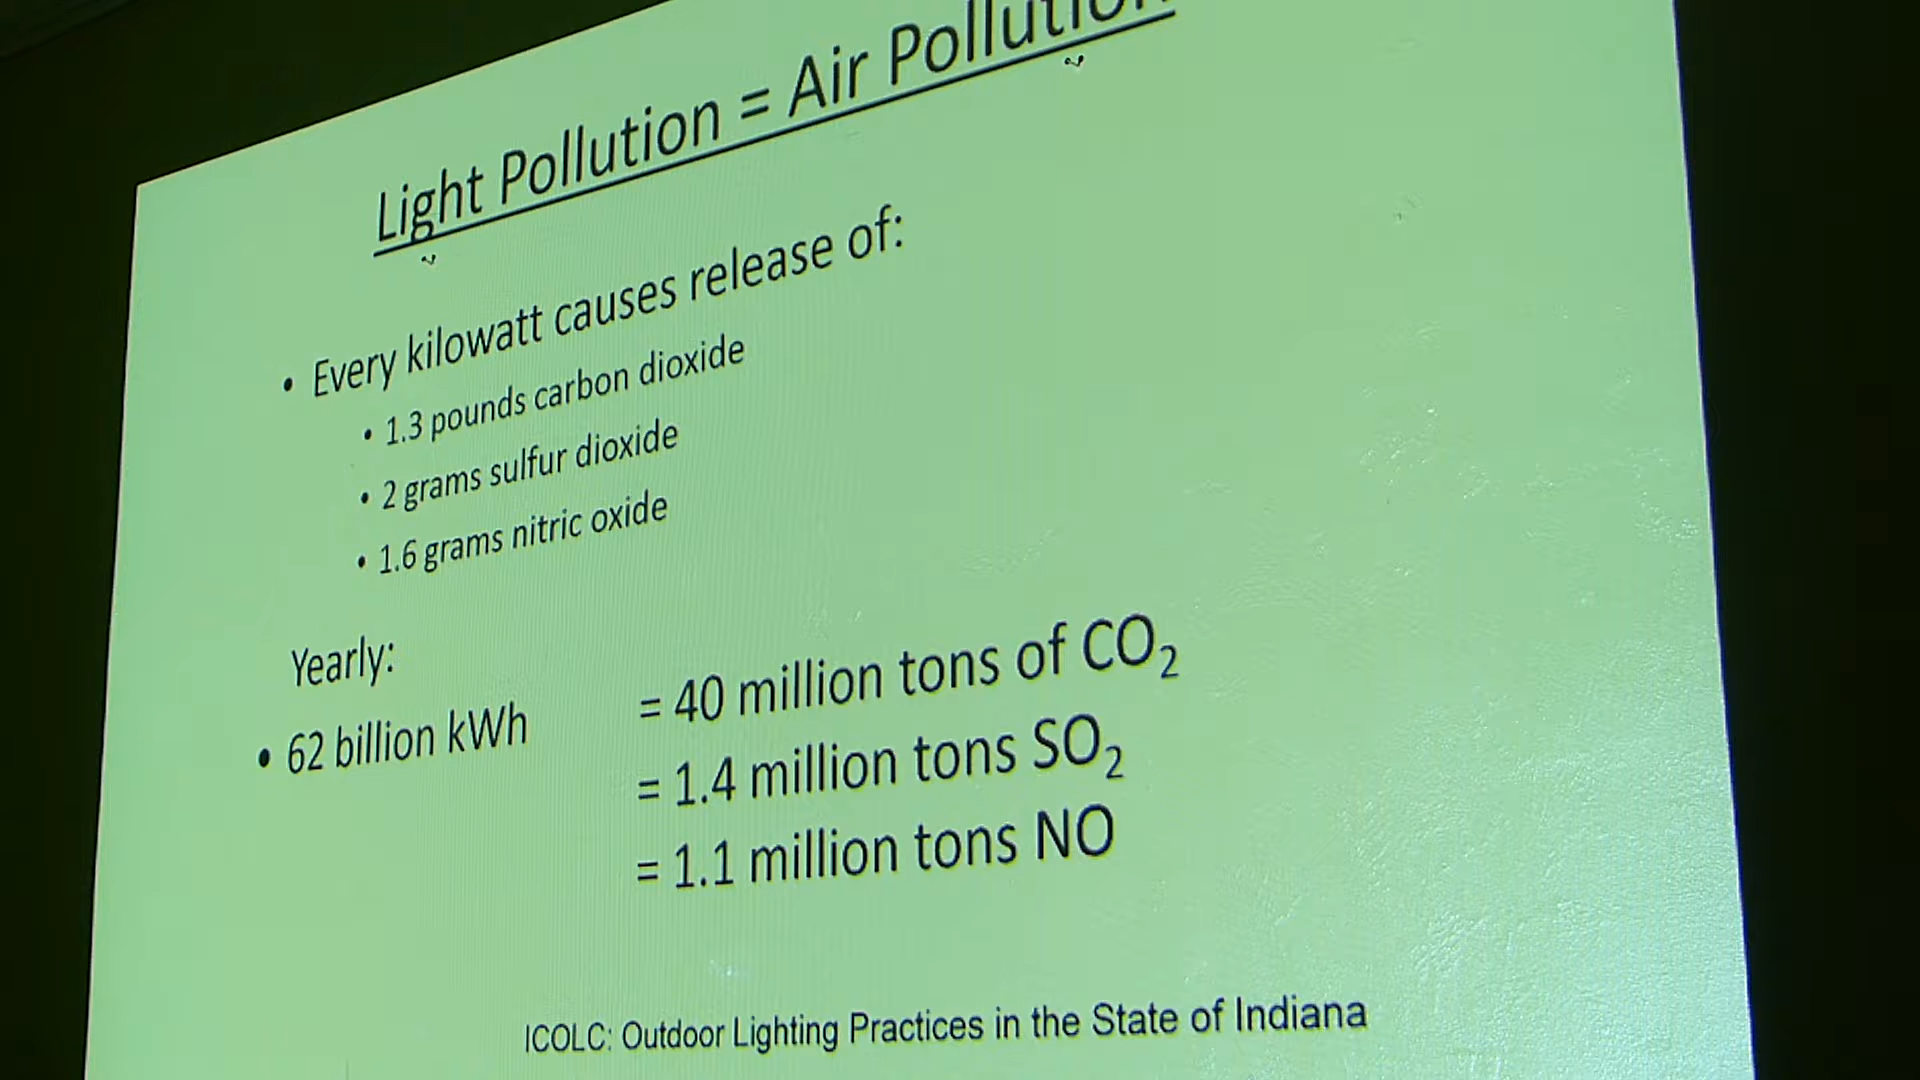 Light Pollution = Air Pollution
• Every kilowatt causes release of:
• 1.3 pounds carbon dioxide
• 2 grams sulfur dioxide
• 1.6 grams nitric oxide
Yearly:
• 62 billion kWh = 40 million tons of CO₂
= 1.4 million tons SO₂
= 1.1 million tons NO
ICOLC: Outdoor Lighting Practices in the State of Indiana